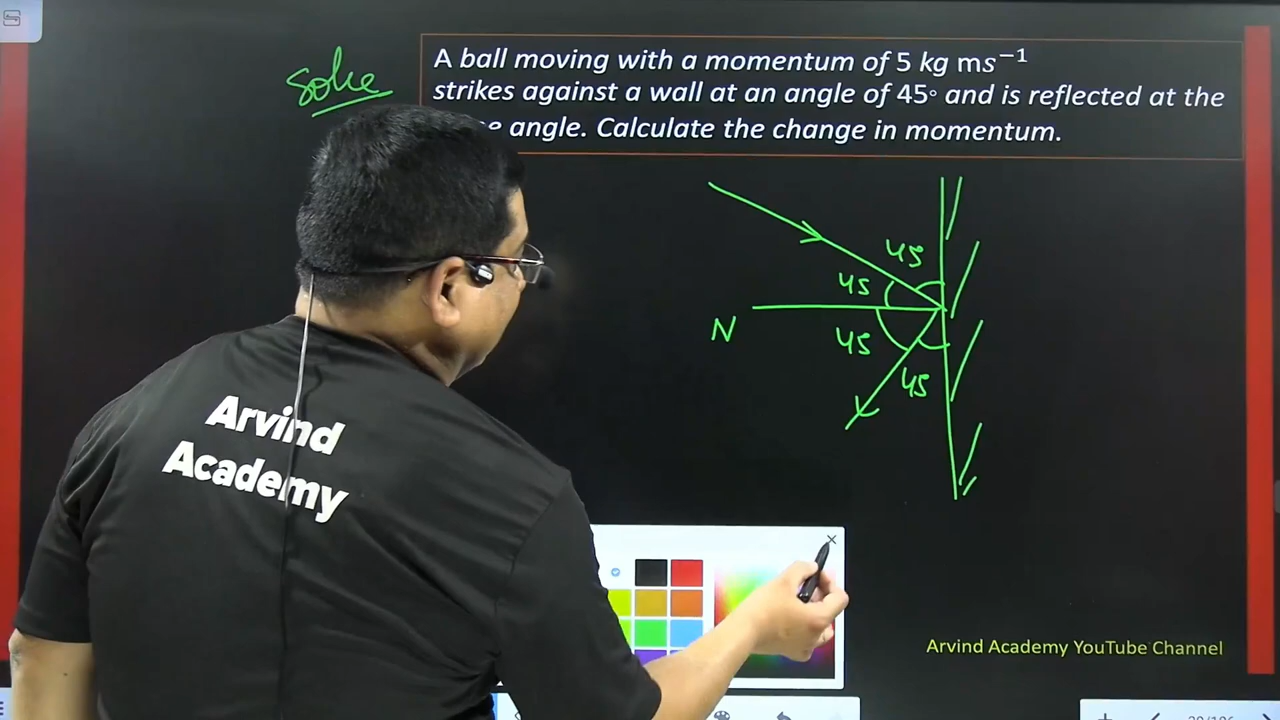 solve
A ball moving with a momentum of 5 kg ms⁻¹
strikes against a wall at an angle of 45° and is reflected at the
angle. Calculate the change in momentum.
45
45
N
45
45
Arvind
Academy
Arvind Academy YouTube Channel